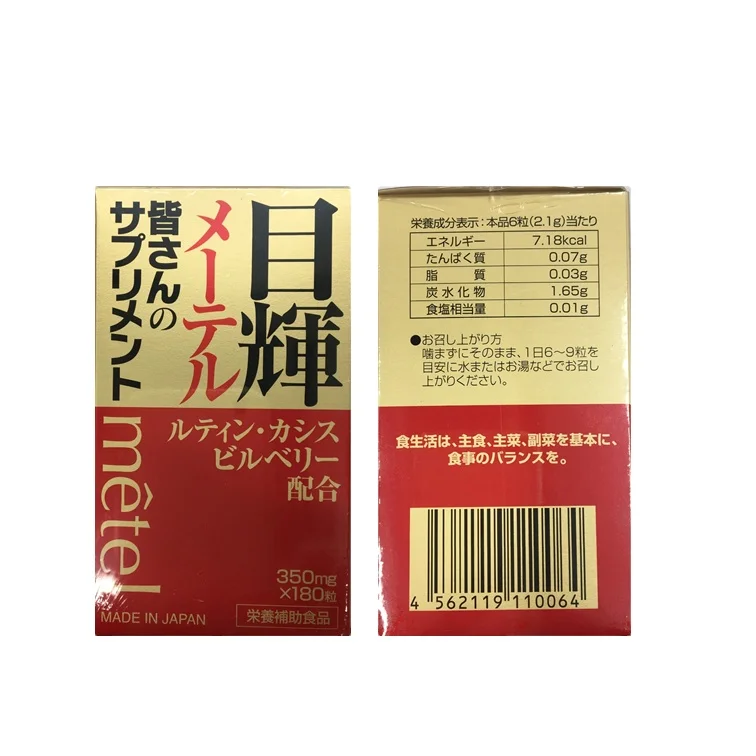 目輝
メーテル
皆さんの
サプリメント
mêtel
ルティン・カシス
ビルベリー
配合
350mg
×180粒
MADE IN JAPAN
栄養補助食品
栄養成分表示:本品6粒(2.1g)当たり
エネルギー 7.18kcal
たんぱく質 0.07g
脂質 0.03g
炭水化物 1.65g
食塩相当量 0.01g
●お召し上がり方
噛まずにそのまま、1日6〜9粒を
目安に水またはお湯などでお召し
上がりください。
食生活は、主食、主菜、副菜を基本に、
食事のバランスを。
4 562119 110064